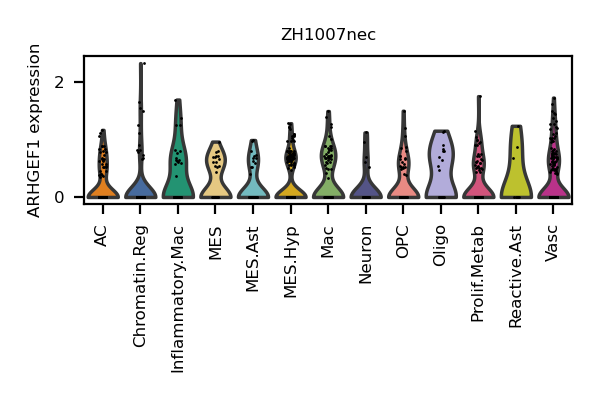 ZH1007nec
ARHGEF1 expression
2
0
AC
Chromatin.Reg
Inflammatory.Mac
MES
MES.Ast
MES.Hyp
Mac
Neuron
OPC
Oligo
Prolif.Metab
Reactive.Ast
Vasc